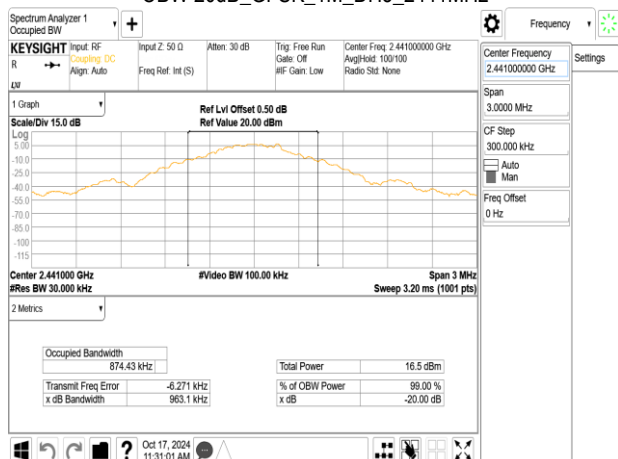 Spectrum Analyzer 1
Occupied BW
Frequency
KEYSIGHT Input: RF Input Z: 50 Ω Atten: 30 dB Trig: Free Run Center Freq: 2.441000000 GHz
Coupling: DC Gate: Off Avg|Hold: 100/100
R Align: Auto Freq Ref: Int (S) #IF Gain: Low Radio Std: None
LXI
Center Frequency
2.441000000 GHz
Settings
Span
3.0000 MHz
CF Step
300.000 kHz
Auto
Man
Freq Offset
0 Hz
1 Graph
Ref Lvl Offset 0.50 dB
Scale/Div 15.0 dB Ref Value 20.00 dBm
Log
5.00
-10.0
-25.0
-40.0
-55.0
-70.0
-85.0
-100
-115
Center 2.441000 GHz #Video BW 100.00 kHz Span 3 MHz
#Res BW 30.000 kHz Sweep 3.20 ms (1001 pts)
2 Metrics
Occupied Bandwidth
874.43 kHz Total Power 16.5 dBm
Transmit Freq Error -6.271 kHz % of OBW Power 99.00 %
x dB Bandwidth 963.1 kHz x dB -20.00 dB
Oct 17, 2024
11:31:01 AM